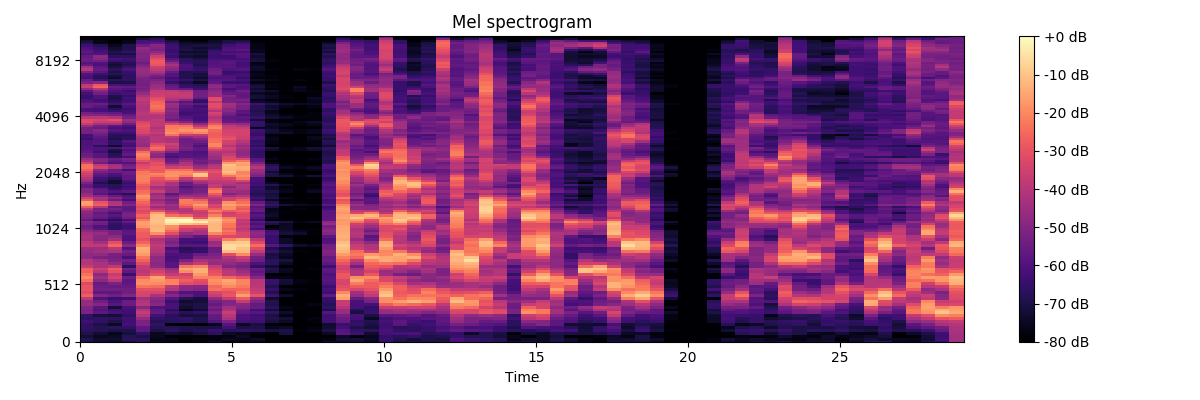 Mel spectrogram
Hz
8192
4096
2048
1024
512
0
0 5 10 15 20 25
Time
+0 dB
-10 dB
-20 dB
-30 dB
-40 dB
-50 dB
-60 dB
-70 dB
-80 dB